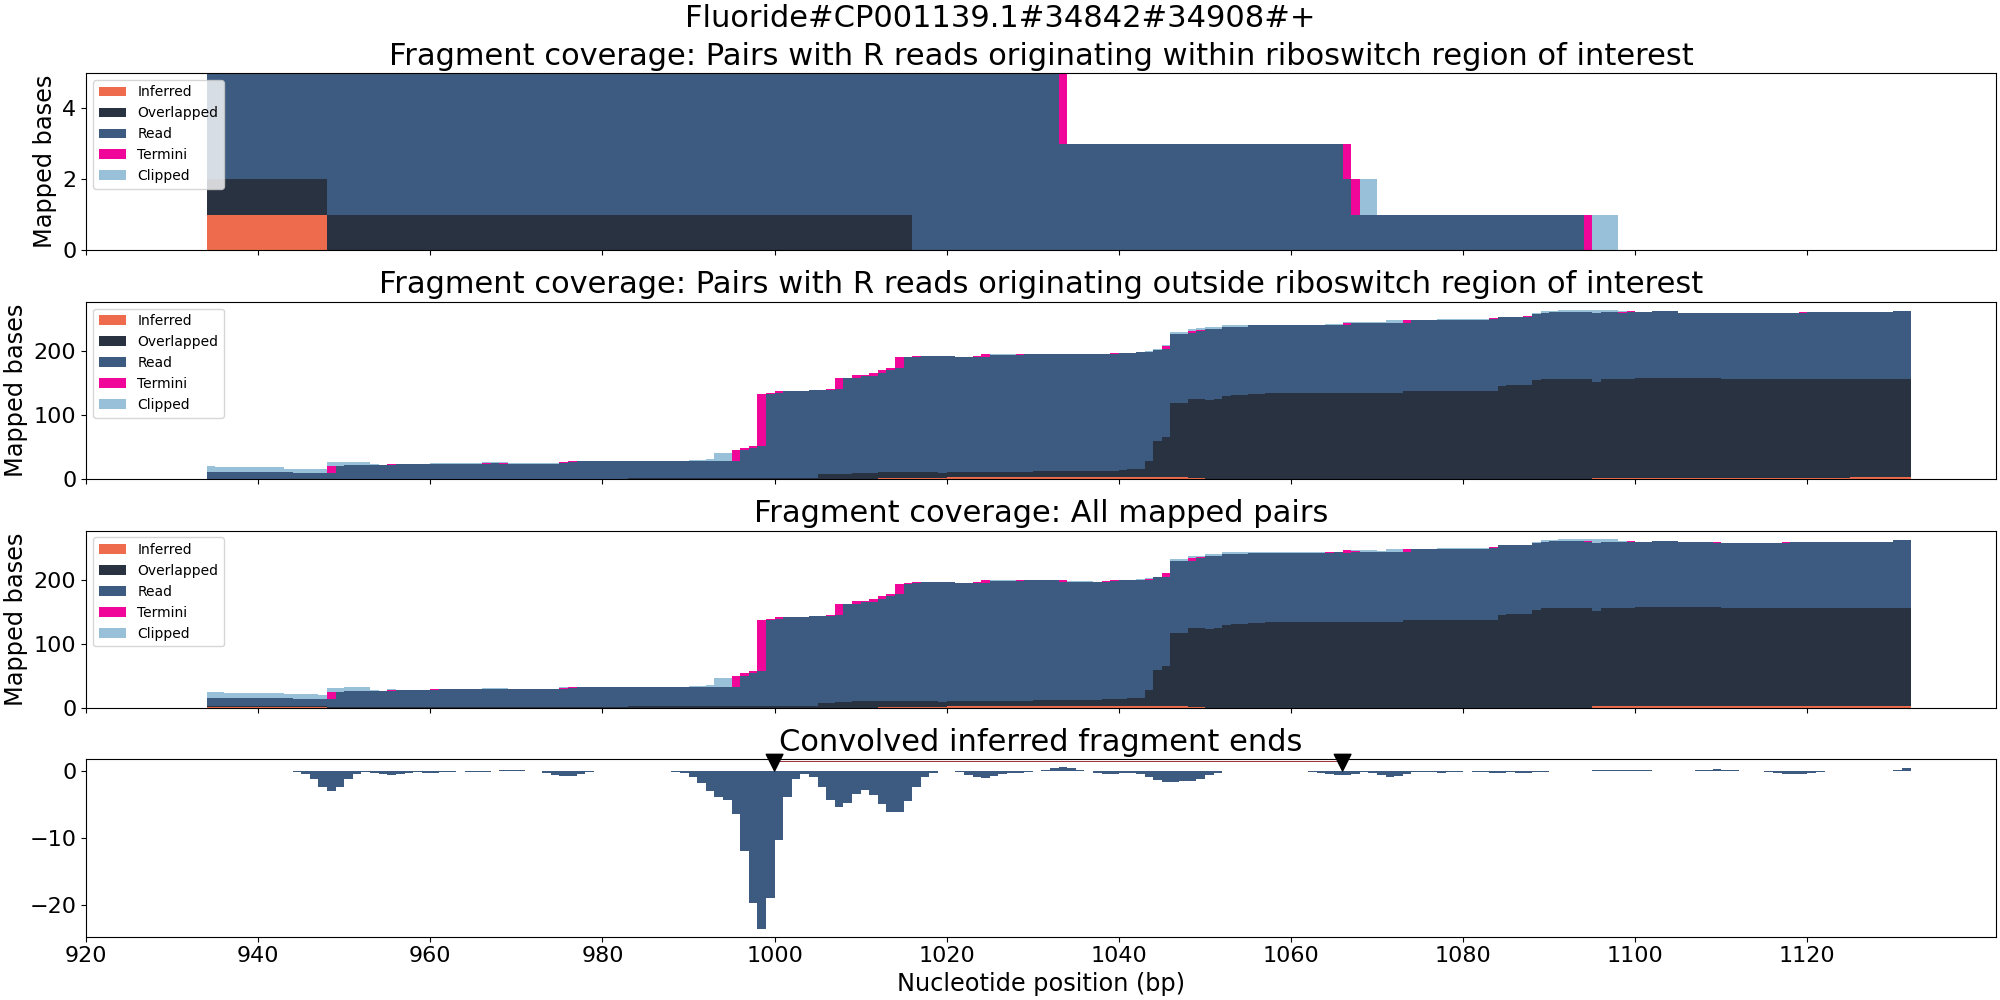 Fluoride#CP001139.1#34842#34908#+
Fragment coverage: Pairs with R reads originating within riboswitch region of interest
Mapped bases
4
2
0
Inferred
Overlapped
Read
Termini
Clipped
Fragment coverage: Pairs with R reads originating outside riboswitch region of interest
Mapped bases
200
100
0
Inferred
Overlapped
Read
Termini
Clipped
Fragment coverage: All mapped pairs
Mapped bases
200
100
0
Inferred
Overlapped
Read
Termini
Clipped
Convolved inferred fragment ends
0
−10
−20
920 940 960 980 1000 1020 1040 1060 1080 1100 1120
Nucleotide position (bp)